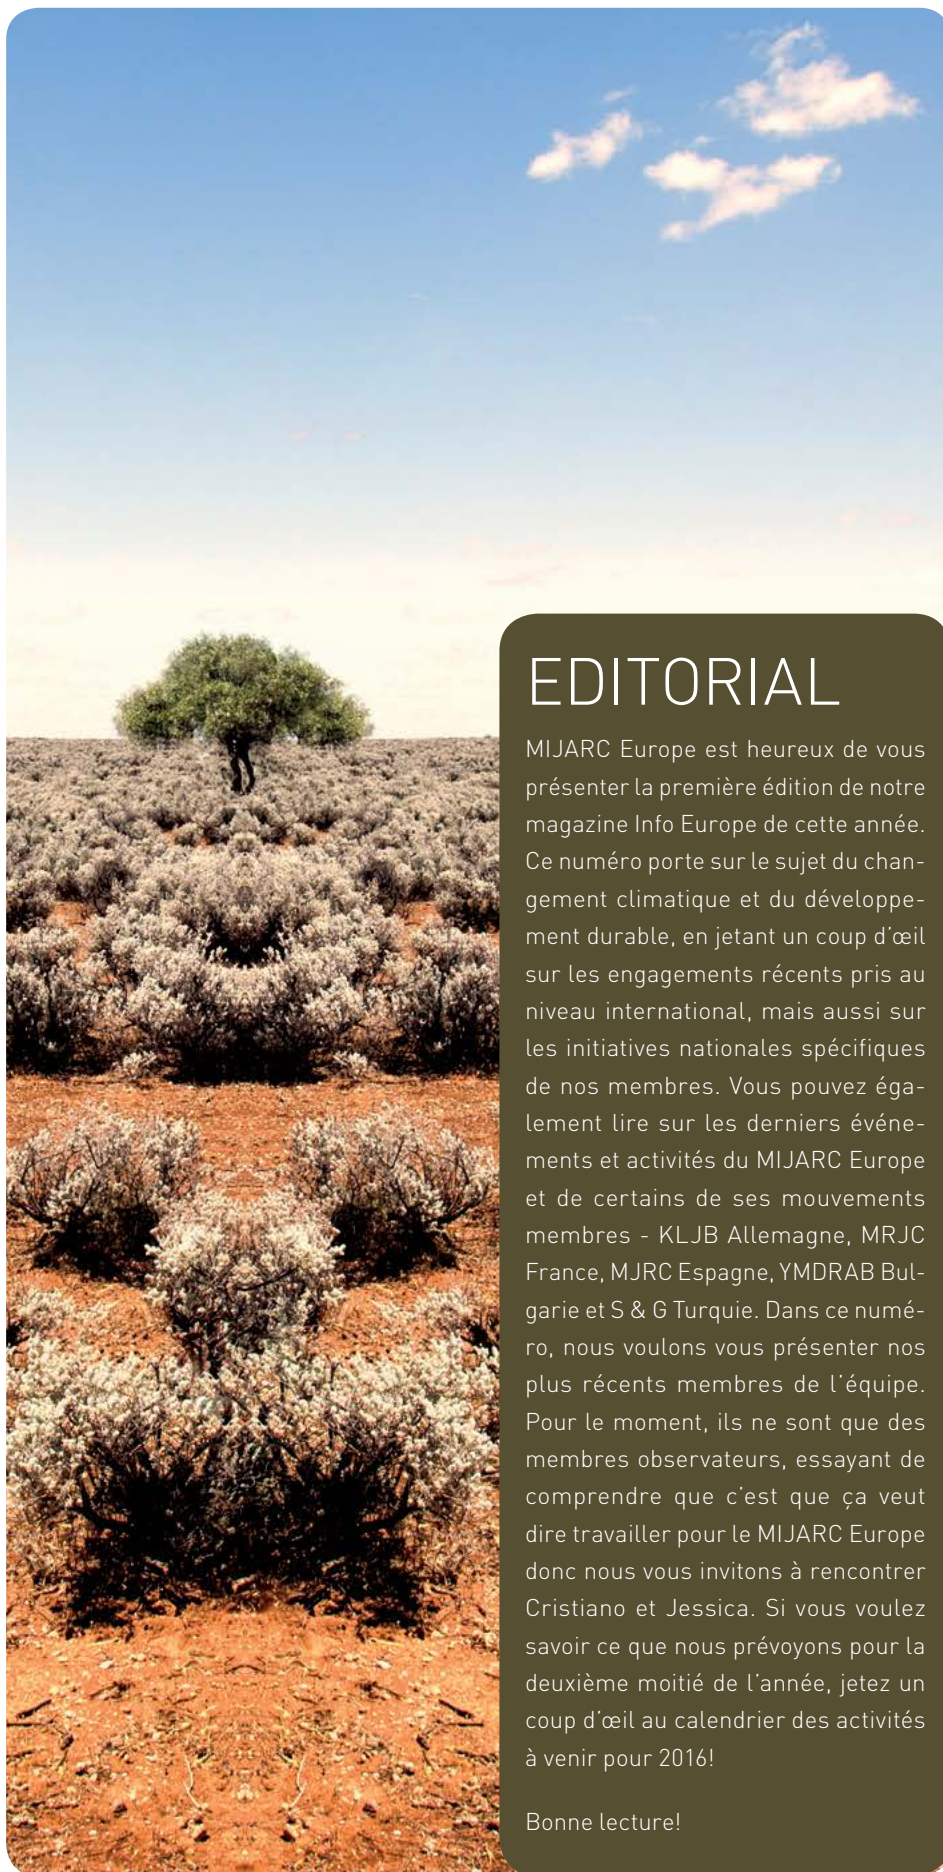 EDITORIAL
MIJARC Europe est heureux de vous
présenter la première édition de notre
magazine Info Europe de cette année.
Ce numéro porte sur le sujet du chan-
gement climatique et du développe-
ment durable, en jetant un coup d’œil
sur les engagements récents pris au
niveau international, mais aussi sur
les initiatives nationales spécifiques
de nos membres. Vous pouvez éga-
lement lire sur les derniers événe-
ments et activités du MIJARC Europe
et de certains de ses mouvements
membres - KLJB Allemagne, MRJC
France, MJRC Espagne, YMDRAB Bul-
garie et S & G Turquie. Dans ce numé-
ro, nous voulons vous présenter nos
plus récents membres de l’équipe.
Pour le moment, ils ne sont que des
membres observateurs, essayant de
comprendre que c’est que ça veut
dire travailler pour le MIJARC Europe
donc nous vous invitons à rencontrer
Cristiano et Jessica. Si vous voulez
savoir ce que nous prévoyons pour la
deuxième moitié de l’année, jetez un
coup d’œil au calendrier des activités
à venir pour 2016!
Bonne lecture!